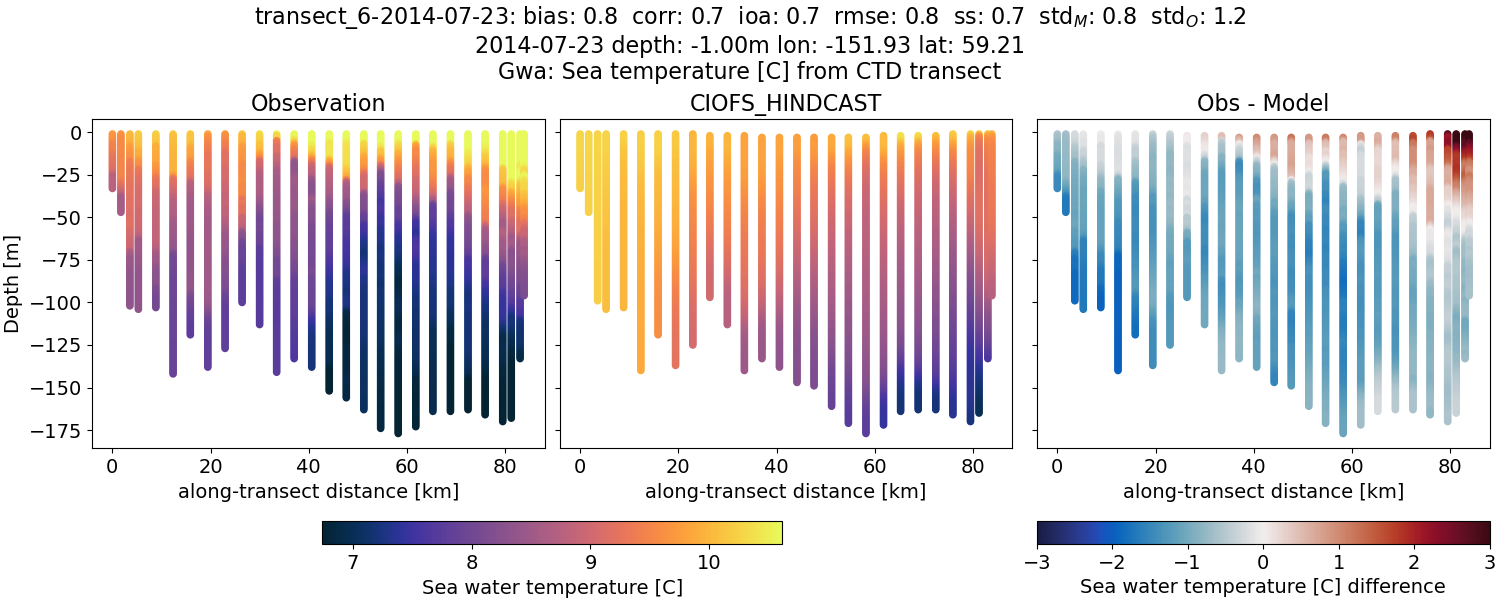 transect_6-2014-07-23: bias: 0.8 corr: 0.7 ioa: 0.7 rmse: 0.8 ss: 0.7 std_M: 0.8 std_O: 1.2
2014-07-23 depth: -1.00m lon: -151.93 lat: 59.21
Gwa: Sea temperature [C] from CTD transect
Observation
CIOFS_HINDCAST
Obs - Model
Depth [m]
0
−25
−50
−75
−100
−125
−150
−175
0 20 40 60 80
0 20 40 60 80
0 20 40 60 80
along-transect distance [km]
along-transect distance [km]
along-transect distance [km]
7 8 9 10
Sea water temperature [C]
−3 −2 −1 0 1 2 3
Sea water temperature [C] difference